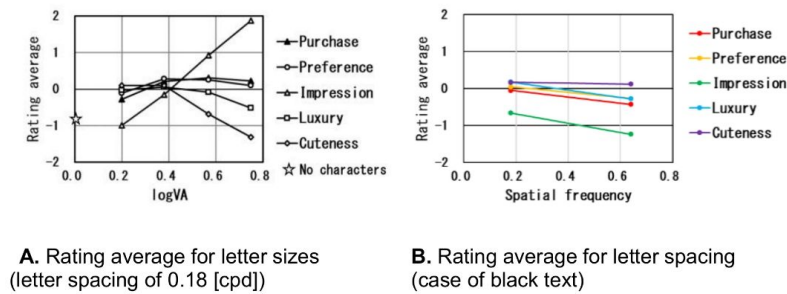 2
1
0
-1
-2
Rating average
0.0 0.2 0.4 0.6 0.8
logVA
Purchase
Preference
Impression
Luxury
Cuteness
No characters
2
1
0
-1
-2
Rating average
0.0 0.2 0.4 0.6 0.8
Spatial frequency
Purchase
Preference
Impression
Luxury
Cuteness
A. Rating average for letter sizes
(letter spacing of 0.18 [cpd])
B. Rating average for letter spacing
(case of black text)